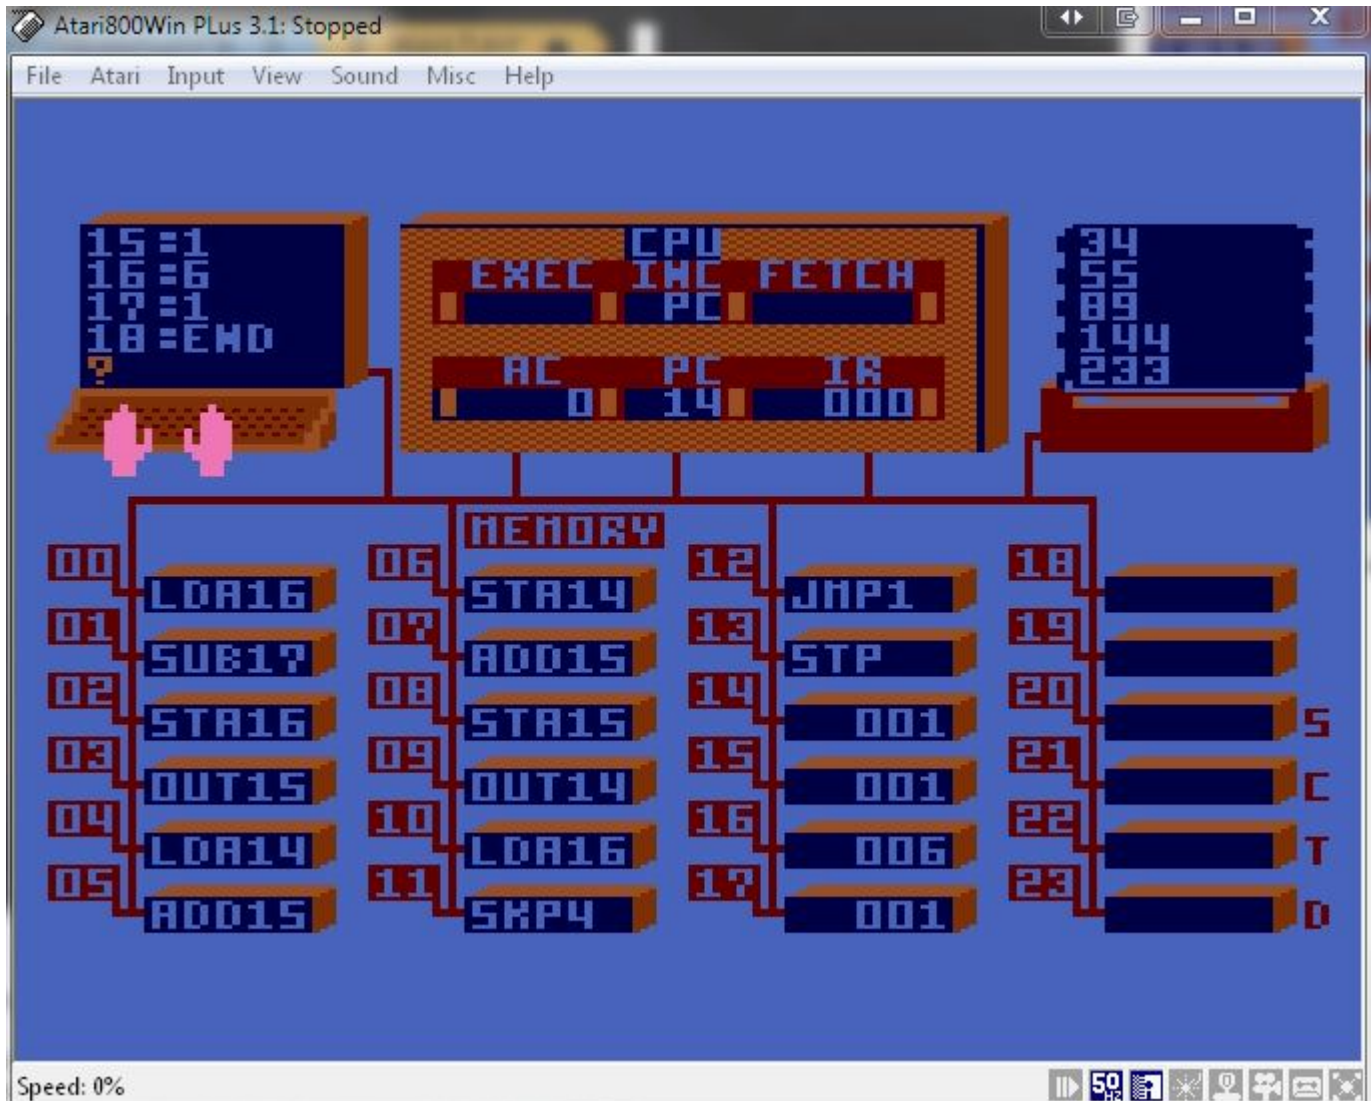 Atari800Win PLus 3.1: Stopped
File Atari Input View Sound Misc Help
15=1
16=6
17=1
18=END
?
CPU
EXEC INC FETCH
PC
AC PC IR
0 14 000
34
55
89
144
233
MEMORY
00 LDA16
01 SUB17
02 STA16
03 OUT15
04 LDA14
05 ADD15
06 STA14
07 ADD15
08 STA15
09 OUT14
10 LDA16
11 SKP4
12 JMP1
13 STP
14 001
15 001
16 006
17 001
18
19
20 S
21 C
22 T
23 D
Speed: 0%
50 Hz